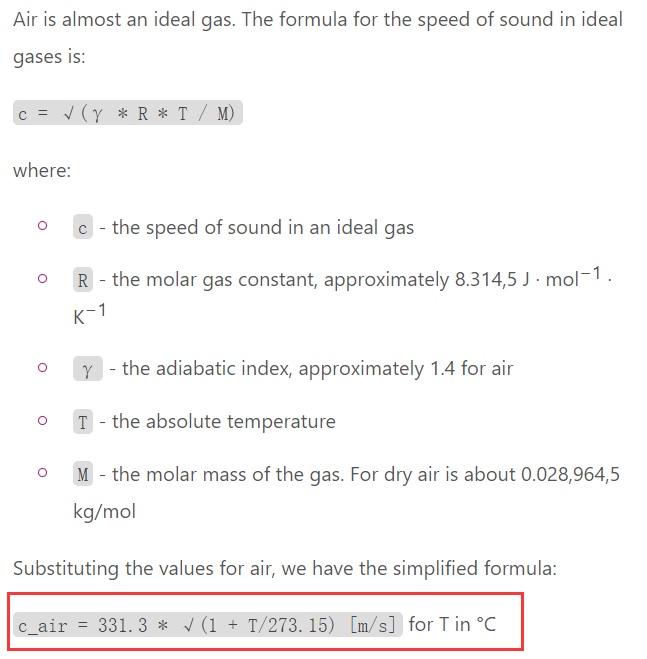 Air is almost an ideal gas. The formula for the speed of sound in ideal
gases is:
c = √(γ * R * T / M)
where:
c - the speed of sound in an ideal gas
R - the molar gas constant, approximately 8.314,5 J · mol⁻¹ ·
K⁻¹
γ - the adiabatic index, approximately 1.4 for air
T - the absolute temperature
M - the molar mass of the gas. For dry air is about 0.028,964,5
kg/mol
Substituting the values for air, we have the simplified formula:
c_air = 331.3 * √(1 + T/273.15) [m/s] for T in °C